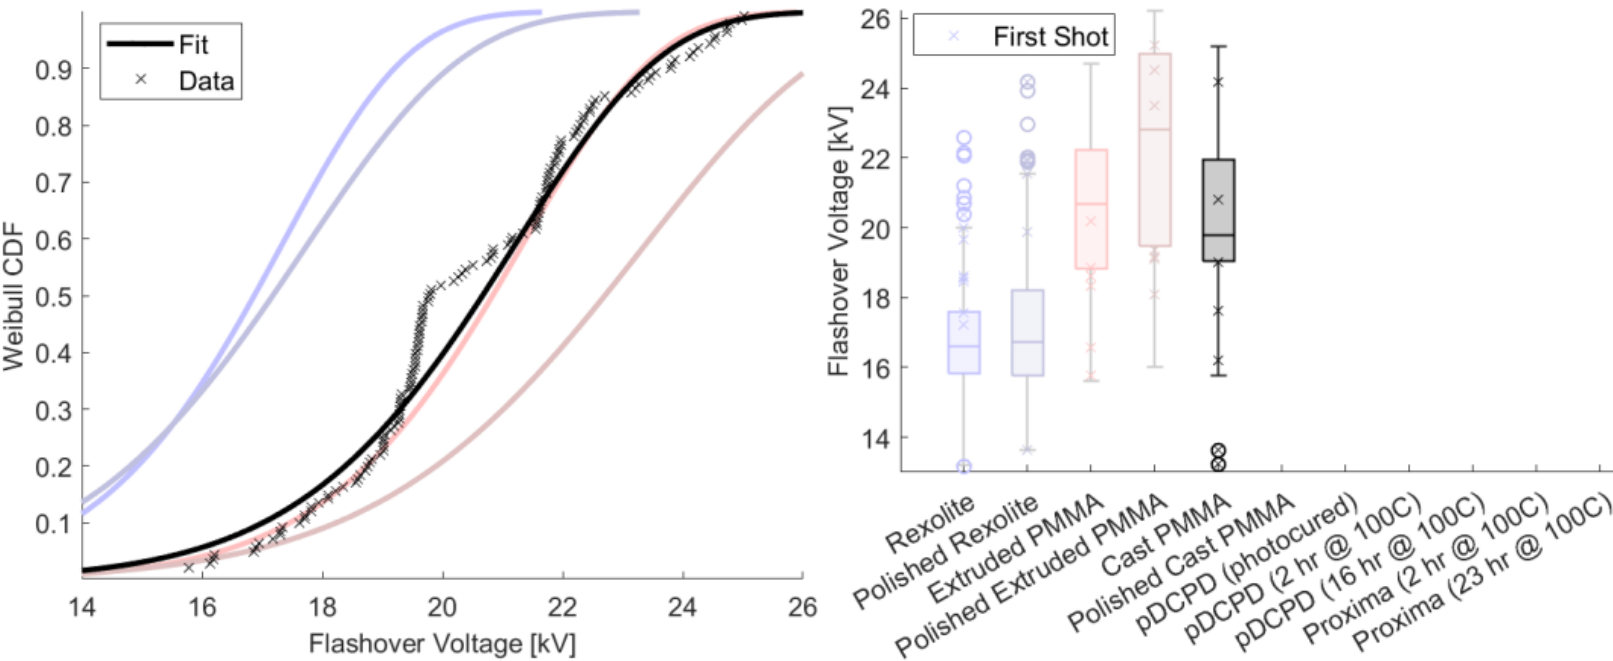 Fit
Data
0.9
0.8
0.7
0.6
0.5
0.4
0.3
0.2
0.1
Weibull CDF
14 16 18 20 22 24 26
Flashover Voltage [kV]
First Shot
26
24
22
20
18
16
14
Flashover Voltage [kV]
Rexolite
Polished Rexolite
Extruded PMMA
Polished Extruded PMMA
Cast PMMA
Polished Cast PMMA
pDCPD (photocured)
pDCPD (2 hr @ 100C)
pDCPD (16 hr @ 100C)
Proxima (2 hr @ 100C)
Proxima (23 hr @ 100C)